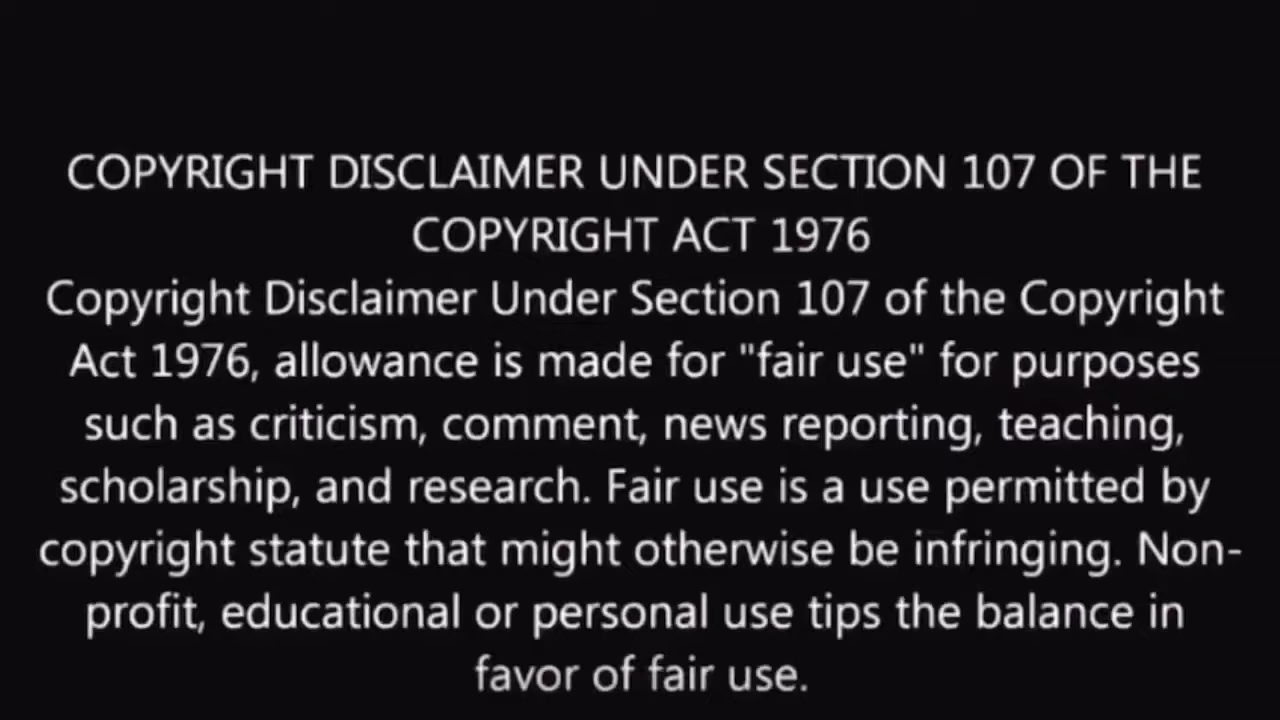 COPYRIGHT DISCLAIMER UNDER SECTION 107 OF THE
COPYRIGHT ACT 1976
Copyright Disclaimer Under Section 107 of the Copyright
Act 1976, allowance is made for "fair use" for purposes
such as criticism, comment, news reporting, teaching,
scholarship, and research. Fair use is a use permitted by
copyright statute that might otherwise be infringing. Non-
profit, educational or personal use tips the balance in
favor of fair use.